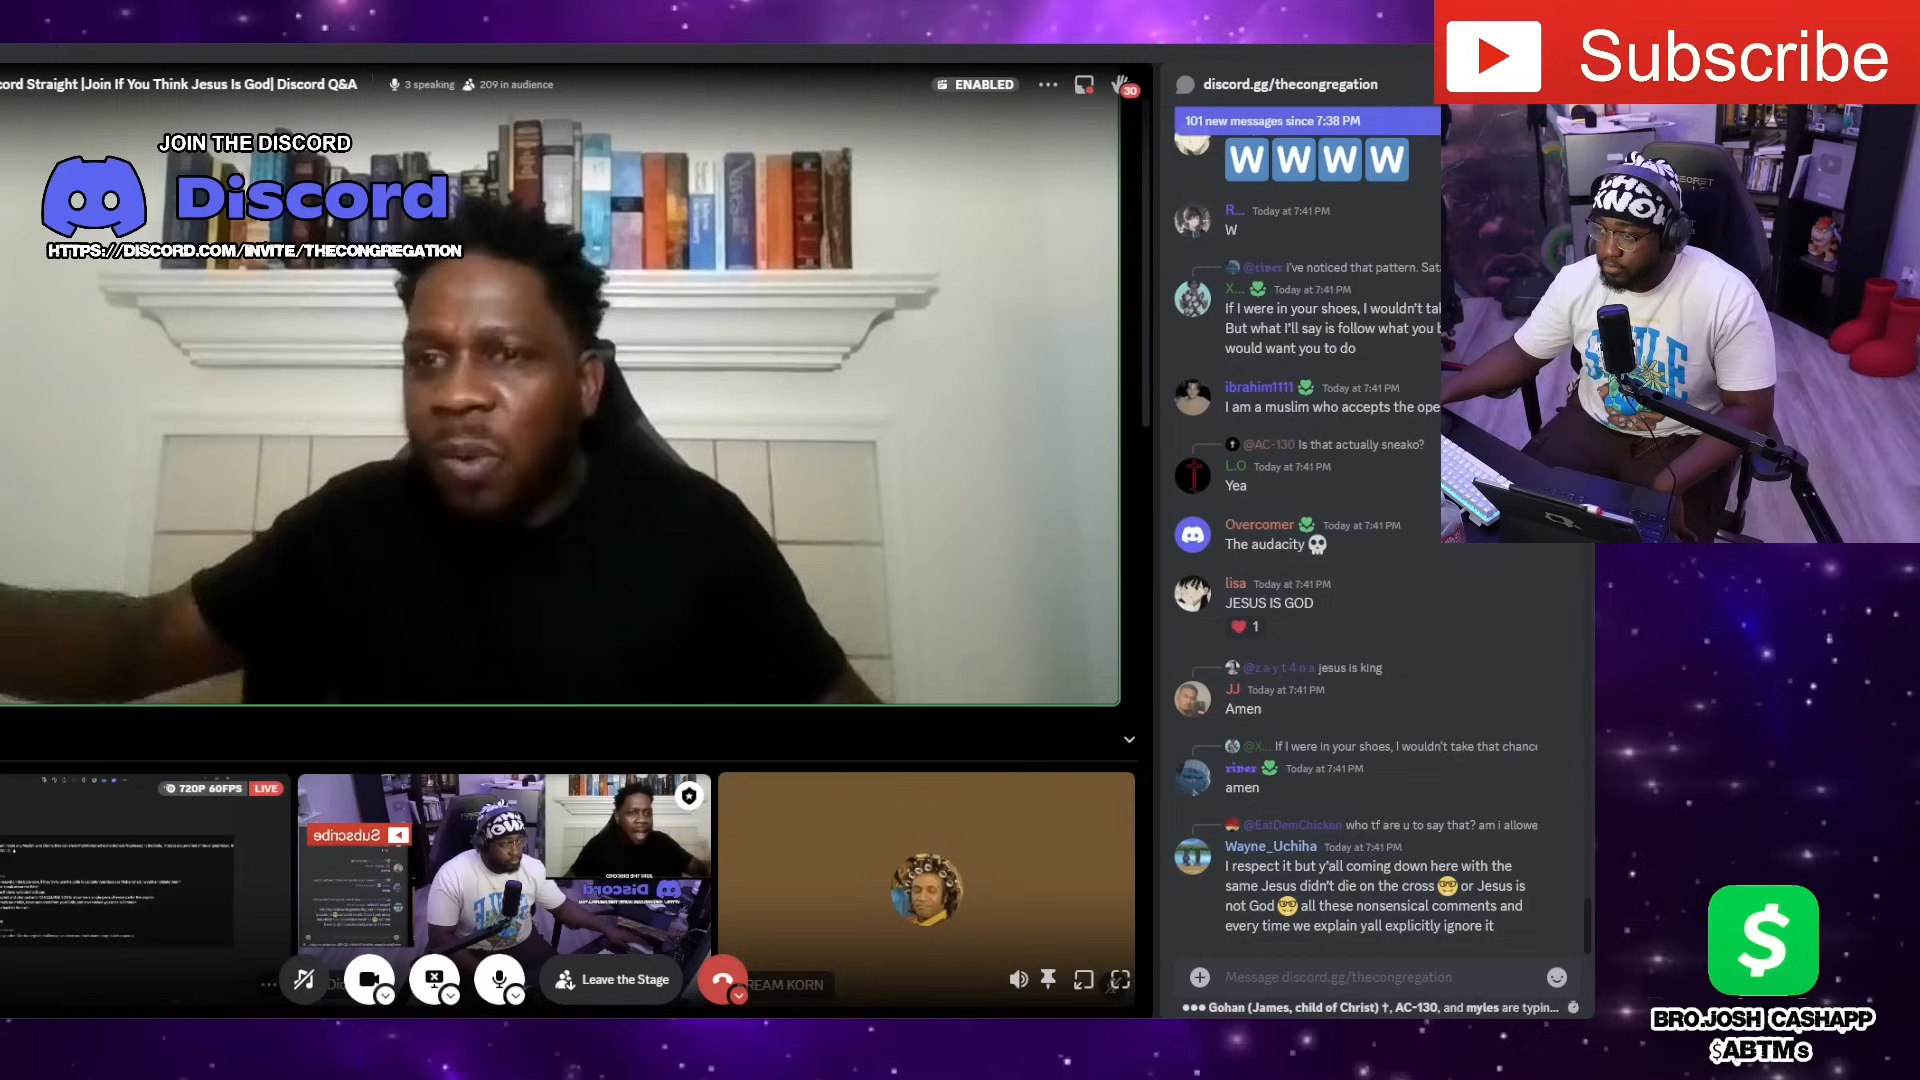 cord Straight |Join If You Think Jesus Is God| Discord Q&A
3 speaking
209 in audience
ENABLED
30
JOIN THE DISCORD
Discord
HTTPS://DISCORD.COM/INVITE/THECONGREGATION
discord.gg/thecongregation
101 new messages since 7:38 PM
W W W W
R... Today at 7:41 PM
W
@river I've noticed that pattern. Sat
X... Today at 7:41 PM
If I were in your shoes, I wouldn't tak
But what I'll say is follow what you b
would want you to do
ibrahim1111 Today at 7:41 PM
I am a muslim who accepts the ope
@AC-130 Is that actually sneako?
L.O Today at 7:41 PM
Yea
Overcomer Today at 7:41 PM
The audacity
lisa Today at 7:41 PM
JESUS IS GOD
1
@z a y t 4 n a jesus is king
JJ Today at 7:41 PM
Amen
@X... If I were in your shoes, I wouldn't take that chance
river Today at 7:41 PM
amen
@EatDemChicken who tf are u to say that? am i allowe
Wayne_Uchiha Today at 7:41 PM
I respect it but y'all coming down here with the
same Jesus didn't die on the cross or Jesus is
not God all these nonsensical comments and
every time we explain yall explicitly ignore it
Message discord.gg/thecongregation
Gohan (James, child of Christ) †, AC-130, and myles are typin...
Subscribe
720P 60FPS LIVE
Subscribe
Discord
Leave the Stage
REAM KORN
$
BRO.JOSH CASHAPP
$ABTMs